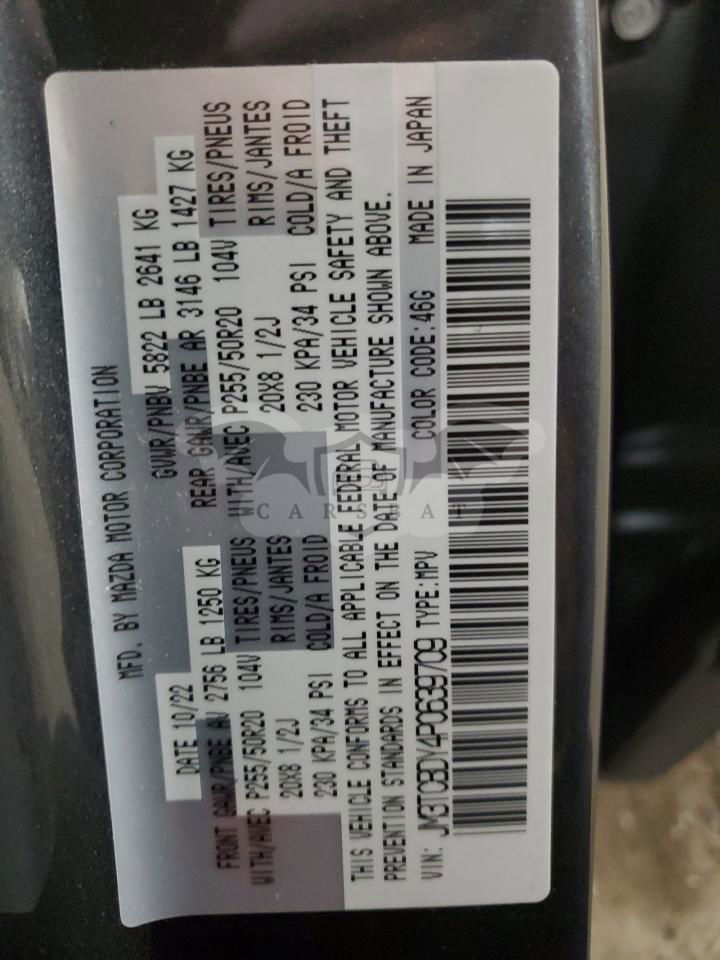 MFD. BY MAZDA MOTOR CORPORATION
DATE 10/22 GVWR/PNBV 5822 LB 2641 KG
FRONT GAWR/PNBE AV 2756 LB 1250 KG REAR GAWR/PNBE AR 3146 LB 1427 KG
WITH/AVEC P255/50R20 104V TIRES/PNEUS WITH/AVEC P255/50R20 104V TIRES/PNEUS
20X8 1/2J RIMS/JANTES 20X8 1/2J RIMS/JANTES
230 KPA/34 PSI COLD/A FROID 230 KPA/34 PSI COLD/A FROID
THIS VEHICLE CONFORMS TO ALL APPLICABLE FEDERAL MOTOR VEHICLE SAFETY AND THEFT
PREVENTION STANDARDS IN EFFECT ON THE DATE OF MANUFACTURE SHOWN ABOVE.
VIN: JM3TCBDY4P0639709 TYPE:MPV COLOR CODE:46G MADE IN JAPAN
CARSBAT